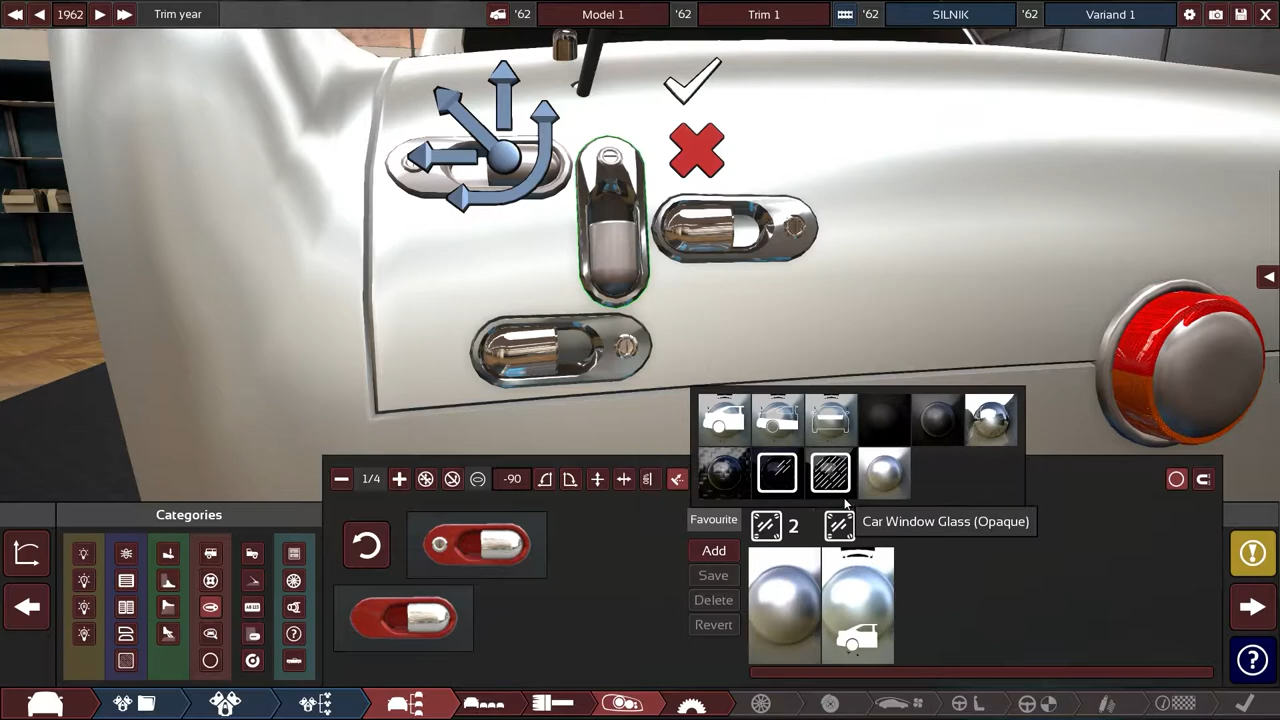 1962 Trim year '62 Model 1 '62 Trim 1 '62 SILNIK '62 Variand 1
1/4 -90
Categories
Favourite 2 Car Window Glass (Opaque)
Add
Save
Delete
Revert
?
?